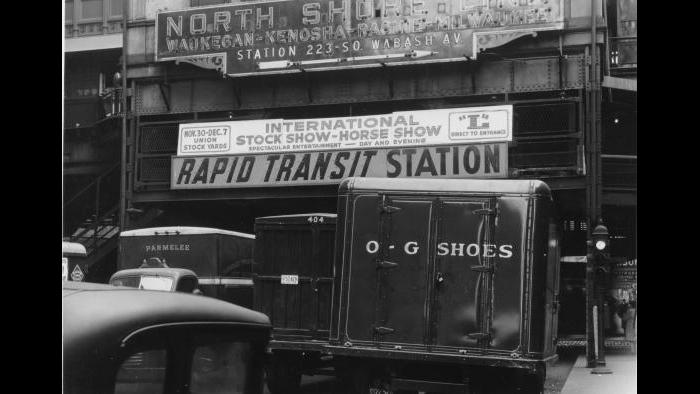 NORTH SHORE LINE
WAUKEGAN-KENOSHA-RACINE-MILWAUKEE
STATION 223-SO. WABASH AV
NOV. 30-DEC. 7
UNION
STOCK YARDS
INTERNATIONAL
STOCK SHOW-HORSE SHOW
SPECTACULAR ENTERTAINMENT — DAY AND EVENING
"L"
DIRECT TO ENTRANCE
RAPID TRANSIT STATION
PARMELEE
404
O-G SHOES